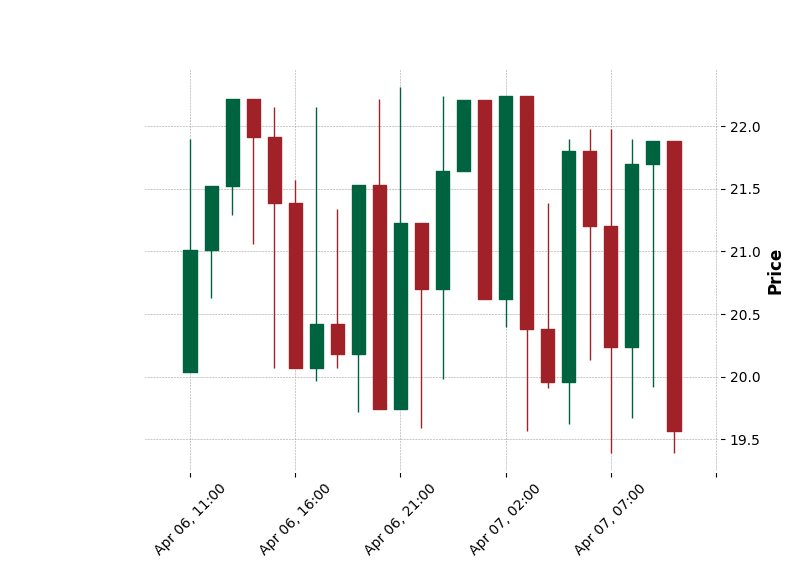 22.0
21.5
21.0
20.5
20.0
19.5
Price
Apr 06, 11:00
Apr 06, 16:00
Apr 06, 21:00
Apr 07, 02:00
Apr 07, 07:00